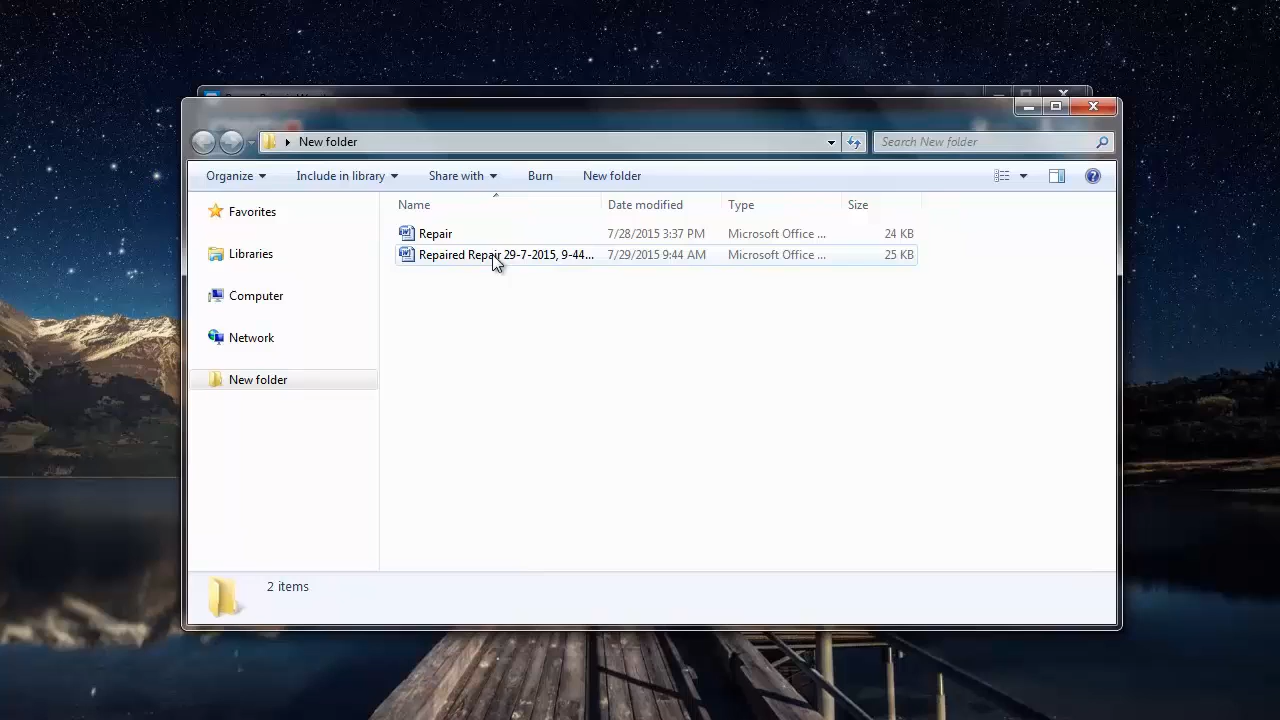 New folder
Search New folder
Organize Include in library Share with Burn New folder
Name Date modified Type Size
Favorites
Libraries
Computer
Network
New folder
Repair 7/28/2015 3:37 PM Microsoft Office ... 24 KB
Repaired Repair 29-7-2015, 9-44... 7/29/2015 9:44 AM Microsoft Office ... 25 KB
2 items